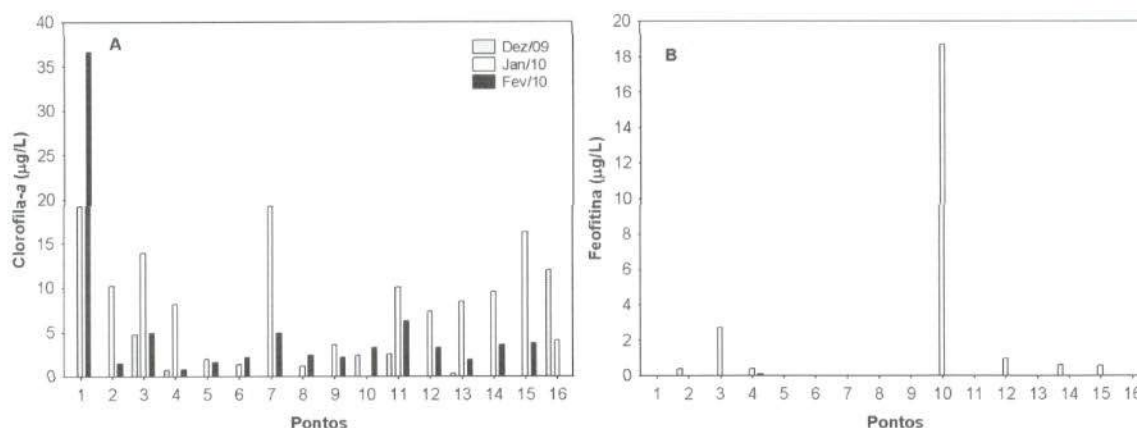 A
Dez/09
Jan/10
Fev/10
Clorofila-a (µg/L)
40
35
30
25
20
15
10
5
0
1 2 3 4 5 6 7 8 9 10 11 12 13 14 15 16
Pontos
B
Feofitina (µg/L)
20
18
16
14
12
10
8
6
4
2
0
1 2 3 4 5 6 7 8 9 10 11 12 13 14 15 16
Pontos